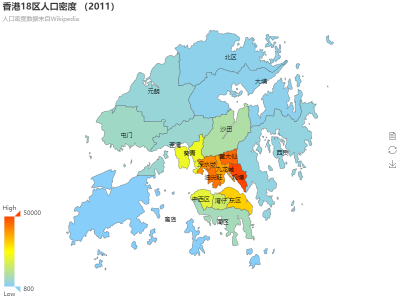 香港18区人口密度 （2011）
人口密度数据来自Wikipedia
北区
大埔
元朗
沙田
屯门
西贡
荃湾
葵青
黄大仙
深水埗
九龙城
油尖旺
观塘
中西区
湾仔
东区
南区
离岛
High
50000
800
Low